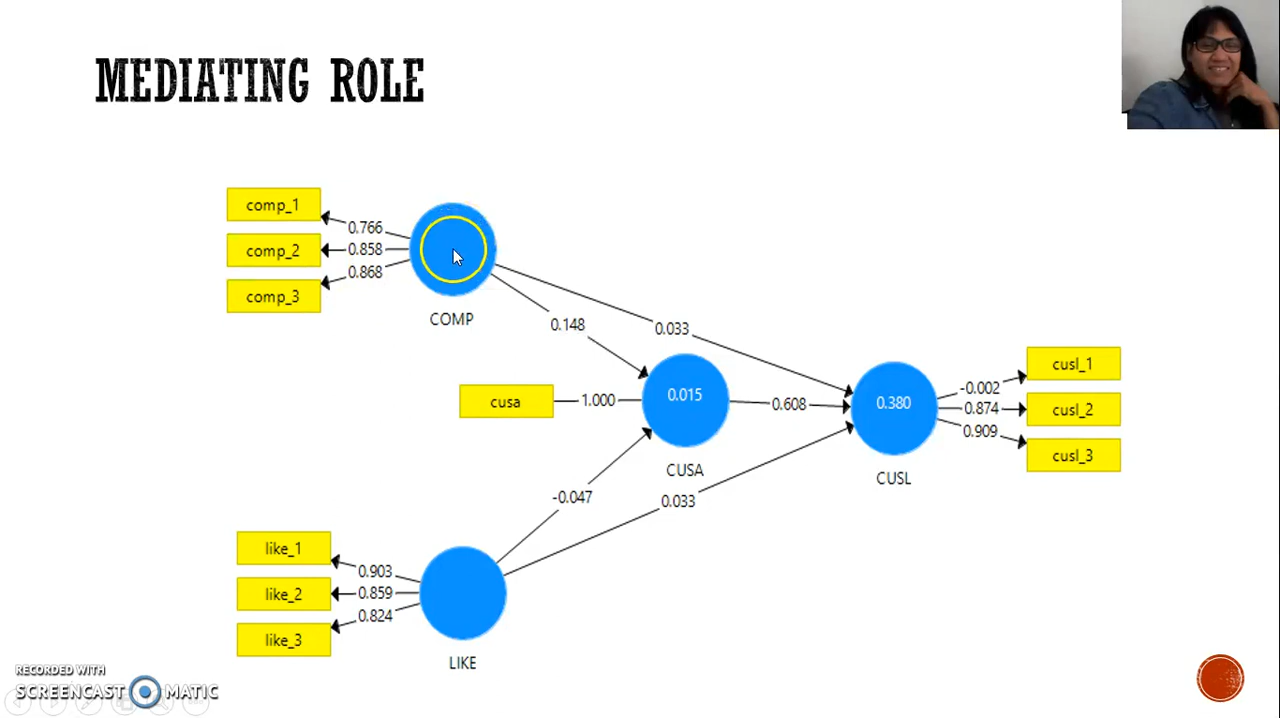 MEDIATING ROLE
comp_1
comp_2
comp_3
0.766
0.858
0.868
COMP
0.148
0.033
cusa
1.000
0.015
CUSA
0.608
0.380
CUSL
-0.002
0.874
0.909
cusl_1
cusl_2
cusl_3
-0.047
0.033
like_1
like_2
like_3
0.903
0.859
0.824
LIKE
RECORDED WITH
SCREENCAST MATIC